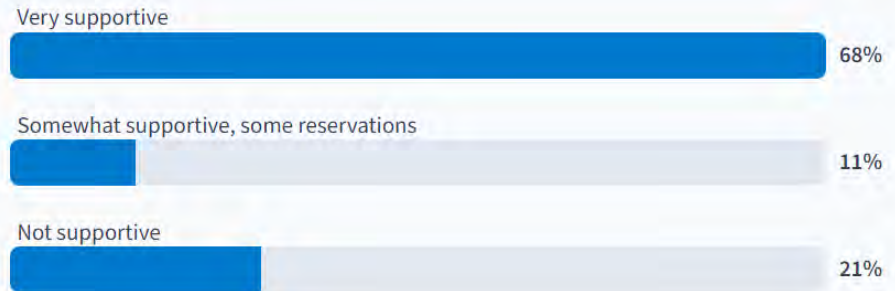 Very supportive
68%
Somewhat supportive, some reservations
11%
Not supportive
21%